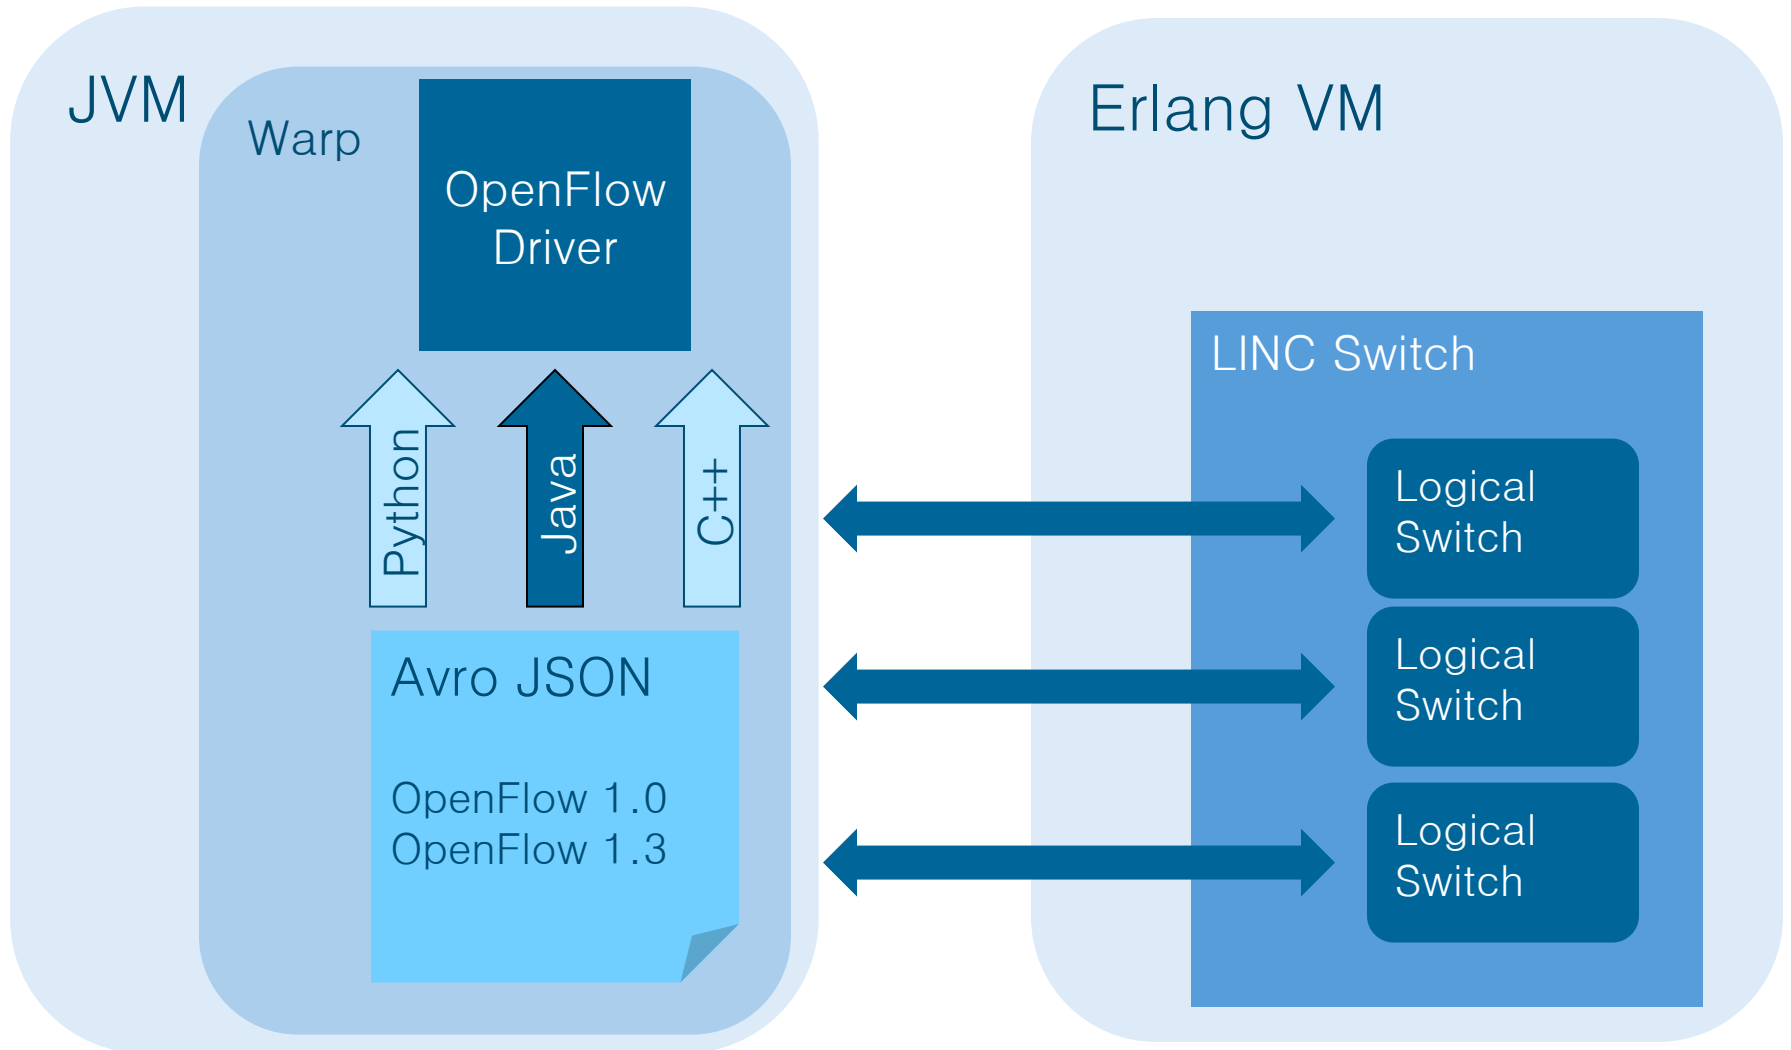 JVM
Warp
OpenFlow
Driver
Python
Java
C++
Avro JSON
OpenFlow 1.0
OpenFlow 1.3
Erlang VM
LINC Switch
Logical
Switch
Logical
Switch
Logical
Switch